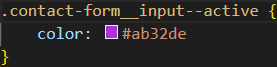 .contact-form__input--active {
    color: #ab32de
}